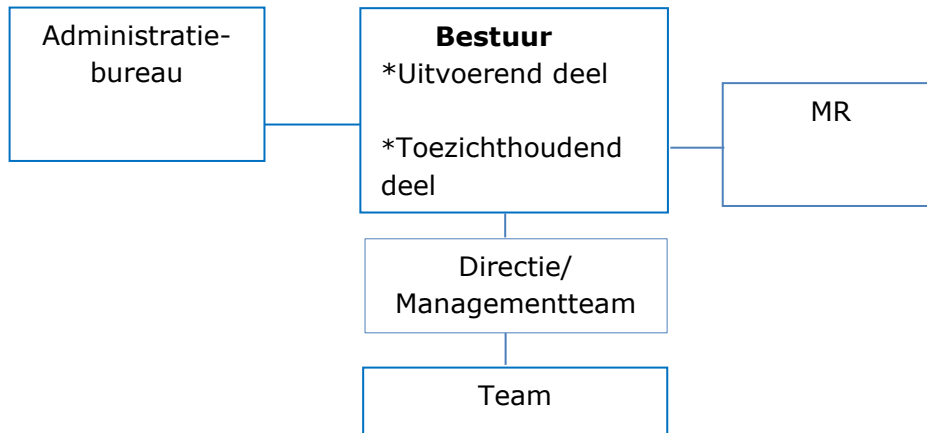 Administratie-
bureau
Bestuur
*Uitvoerend deel
*Toezichthoudend
deel
MR
Directie/
Managementteam
Team